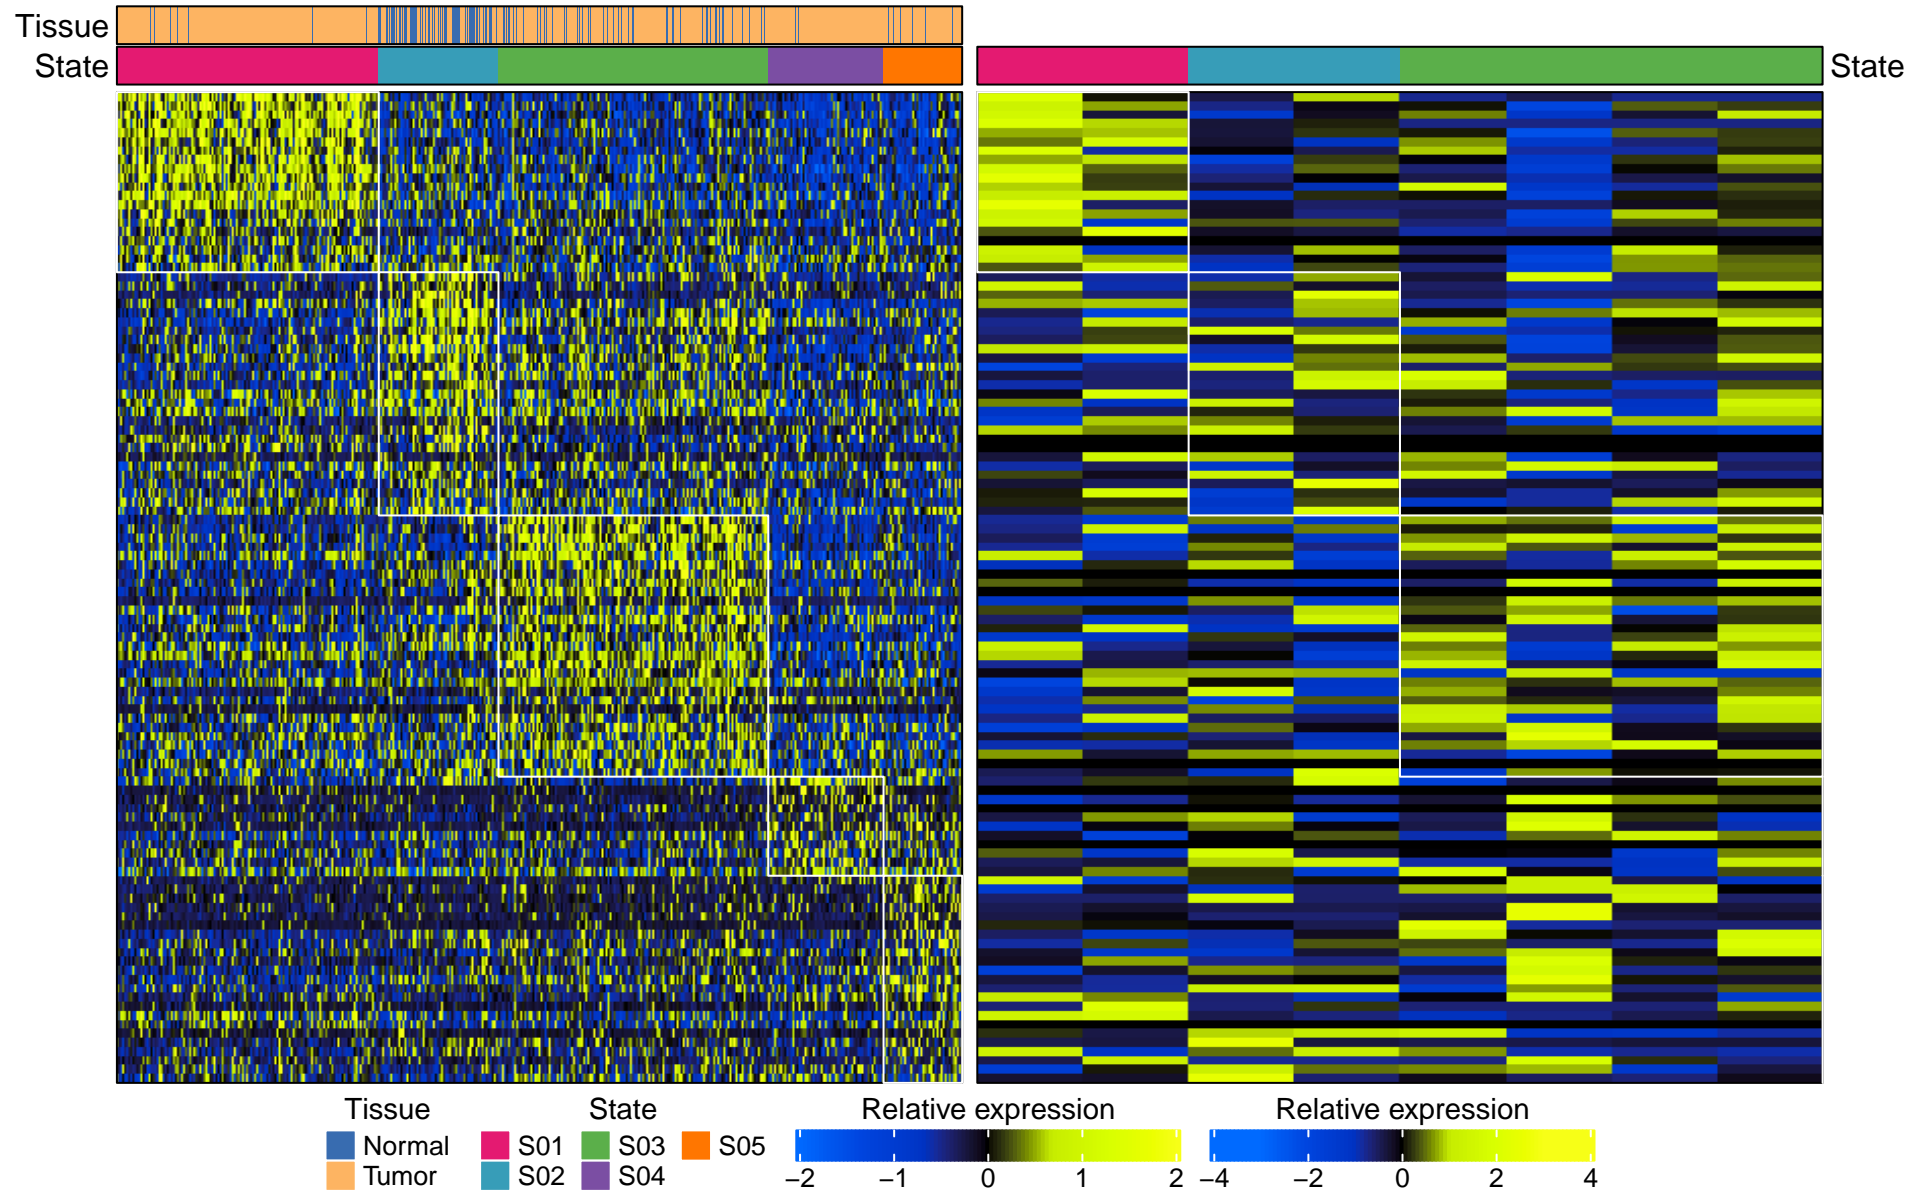 Tissue
State
State
Tissue
State
Relative expression
Relative expression
Normal
S01
S03
S05
Tumor
S02
S04
−2
−1
0
1
2
−4
−2
0
2
4